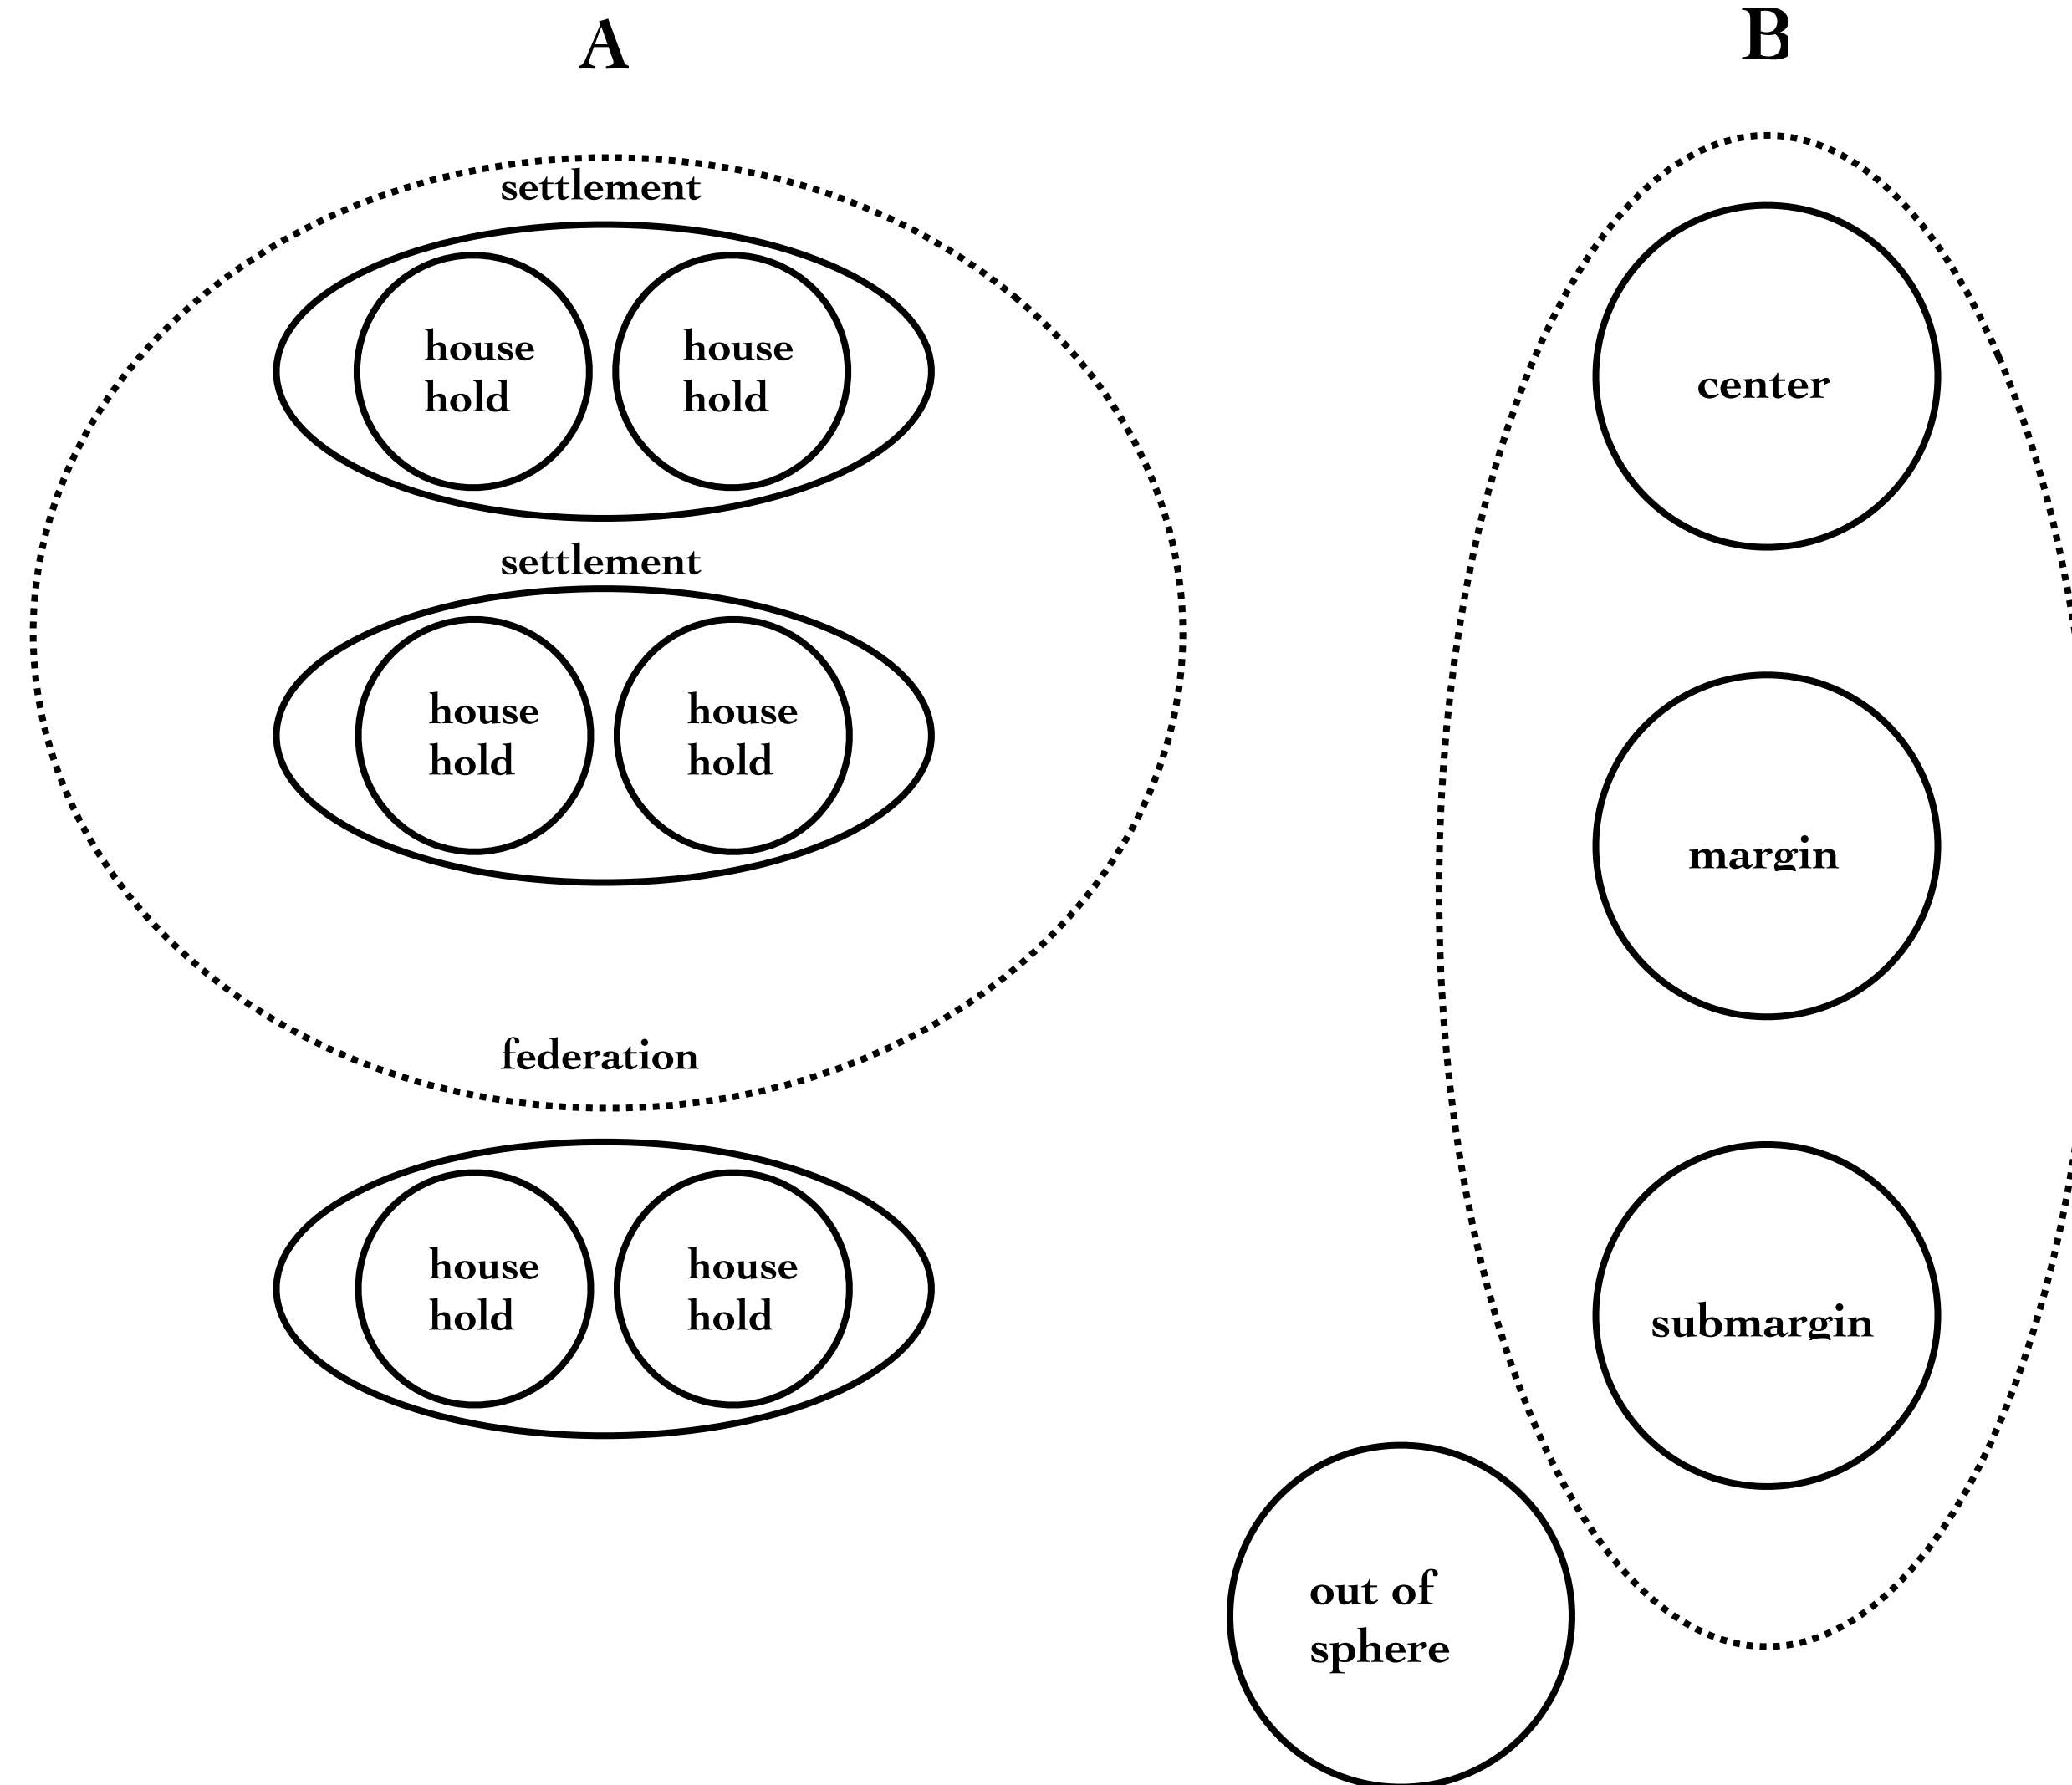 A
settlement
house
hold
house
hold
settlement
house
hold
house
hold
federation
house
hold
house
hold
B
center
margin
submargin
out of
sphere